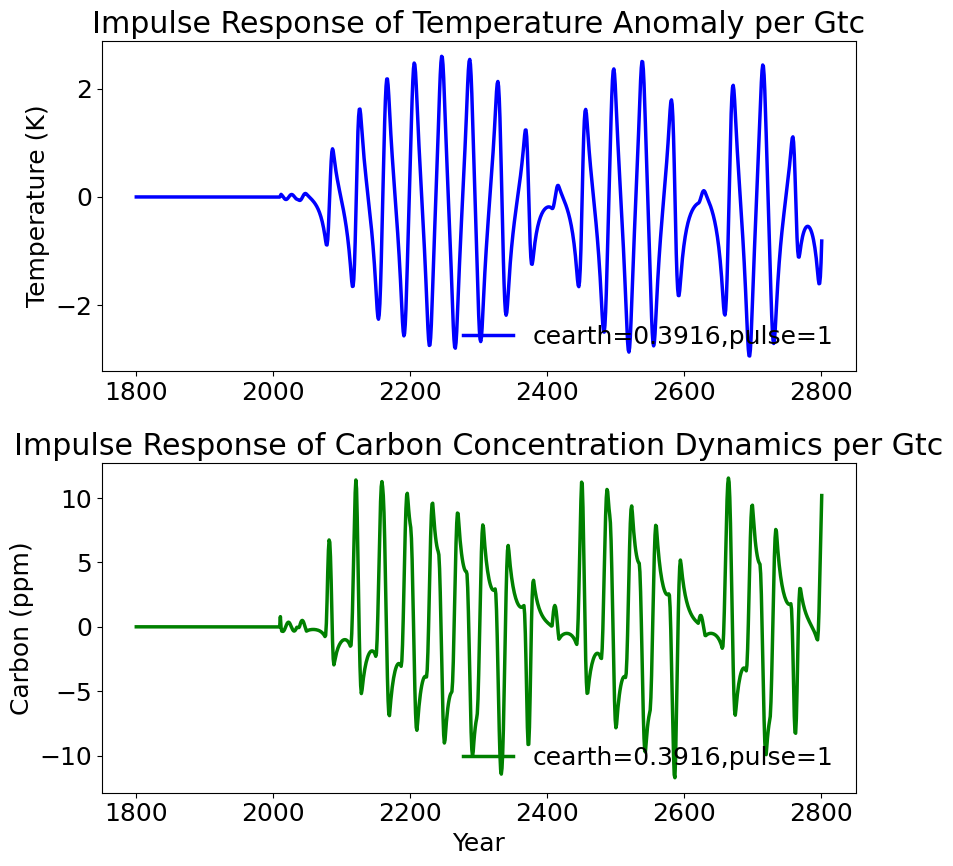 Impulse Response of Temperature Anomaly per Gtc
Temperature (K)
2
0
−2
cearth=0.3916,pulse=1
1800 2000 2200 2400 2600 2800
Impulse Response of Carbon Concentration Dynamics per Gtc
Carbon (ppm)
10
5
0
−5
−10
cearth=0.3916,pulse=1
1800 2000 2200 2400 2600 2800
Year